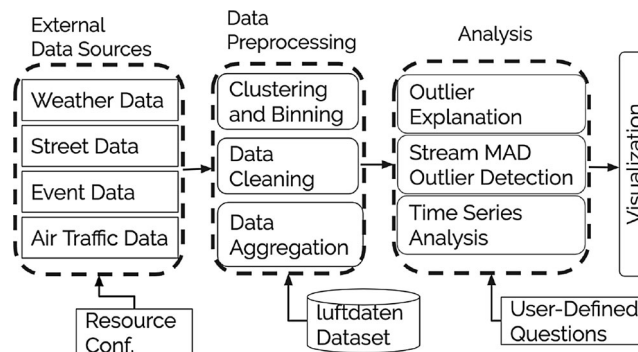 External
Data Sources
Weather Data
Street Data
Event Data
Air Traffic Data
Resource
Conf.
Data
Preprocessing
Clustering
and Binning
Data
Cleaning
Data
Aggregation
luftdaten
Dataset
Analysis
Outlier
Explanation
Stream MAD
Outlier Detection
Time Series
Analysis
User-Defined
Questions
Visualization